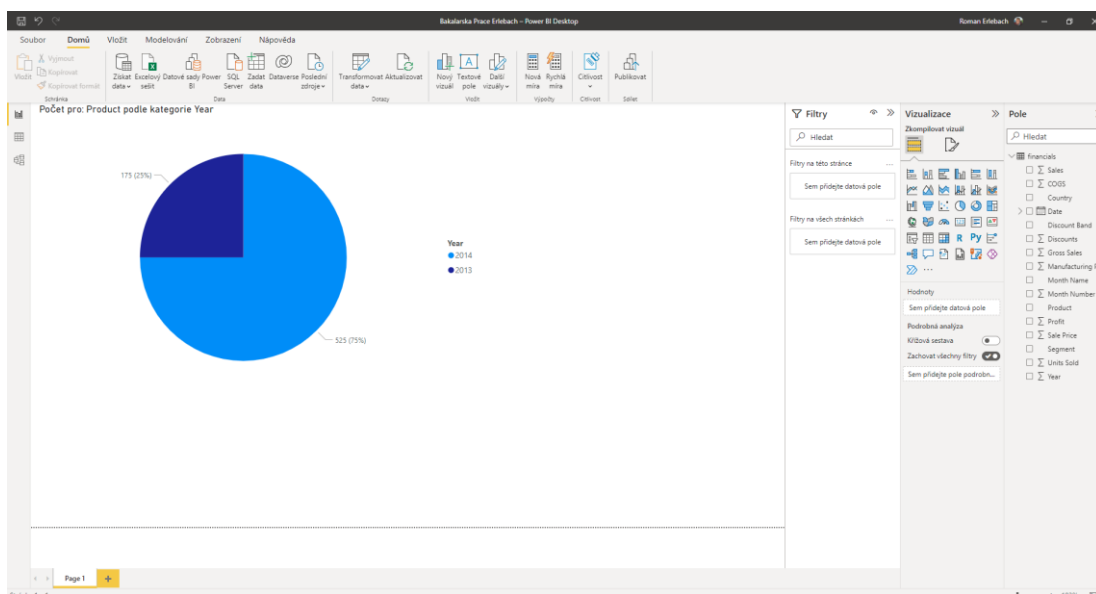 Bakalarska Prace Erlebach – Power BI Desktop
Roman Erlebach
Soubor Domů Vložit Modelování Zobrazení Nápověda
Vložit
Vyjmout
Kopírovat
Kopírovat formát
Schránka
Získat data
Excelový sešit
Datové sady Power BI
SQL Server
Zadat data
Dataverse
Poslední zdroje
Data
Transformovat data
Aktualizovat
Dotazy
Nový vizuál
Textové pole
Další vizuály
Vložit
Nová míra
Rychlá míra
Výpočty
Citlivost
Citlivost
Publikovat
Sdílet
Počet pro: Product podle kategorie Year
175 (25%)
525 (75%)
Year
2014
2013
Filtry
Hledat
Filtry na této stránce
Sem přidejte datová pole
Filtry na všech stránkách
Sem přidejte datová pole
Vizualizace
Zkompilovat vizuál
R Py
Hodnoty
Sem přidejte datová pole
Podrobná analýza
Křížová sestava
Zachovat všechny filtry
Sem přidejte pole podrobn...
Pole
Hledat
financials
Sales
COGS
Country
Date
Discount Band
Discounts
Gross Sales
Manufacturing
Month Name
Month Number
Product
Profit
Sale Price
Segment
Units Sold
Year
Page 1